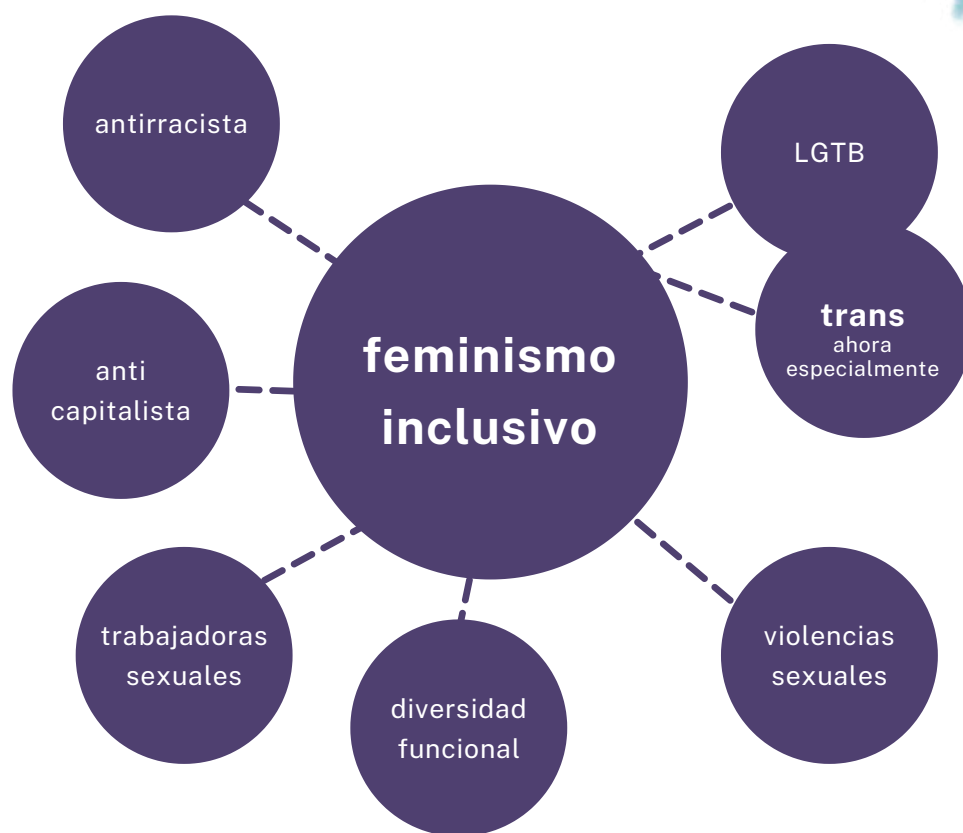 antirracista
LGTB
trans
ahora
especialmente
feminismo
inclusivo
anti
capitalista
trabajadoras
sexuales
diversidad
funcional
violencias
sexuales